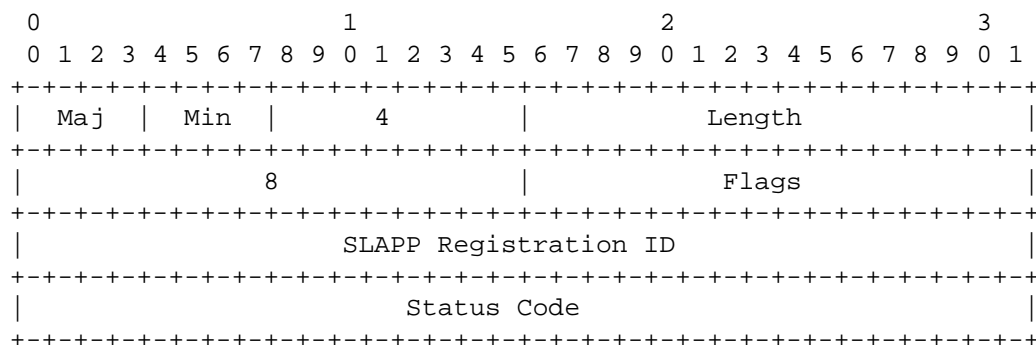 0                   1                   2                   3
 0 1 2 3 4 5 6 7 8 9 0 1 2 3 4 5 6 7 8 9 0 1 2 3 4 5 6 7 8 9 0 1
+-+-+-+-+-+-+-+-+-+-+-+-+-+-+-+-+-+-+-+-+-+-+-+-+-+-+-+-+-+-+-+-+
|  Maj  |  Min  |      4        |           Length              |
+-+-+-+-+-+-+-+-+-+-+-+-+-+-+-+-+-+-+-+-+-+-+-+-+-+-+-+-+-+-+-+-+
|               8               |            Flags              |
+-+-+-+-+-+-+-+-+-+-+-+-+-+-+-+-+-+-+-+-+-+-+-+-+-+-+-+-+-+-+-+-+
|                    SLAPP Registration ID                      |
+-+-+-+-+-+-+-+-+-+-+-+-+-+-+-+-+-+-+-+-+-+-+-+-+-+-+-+-+-+-+-+-+
|                        Status Code                            |
+-+-+-+-+-+-+-+-+-+-+-+-+-+-+-+-+-+-+-+-+-+-+-+-+-+-+-+-+-+-+-+-+